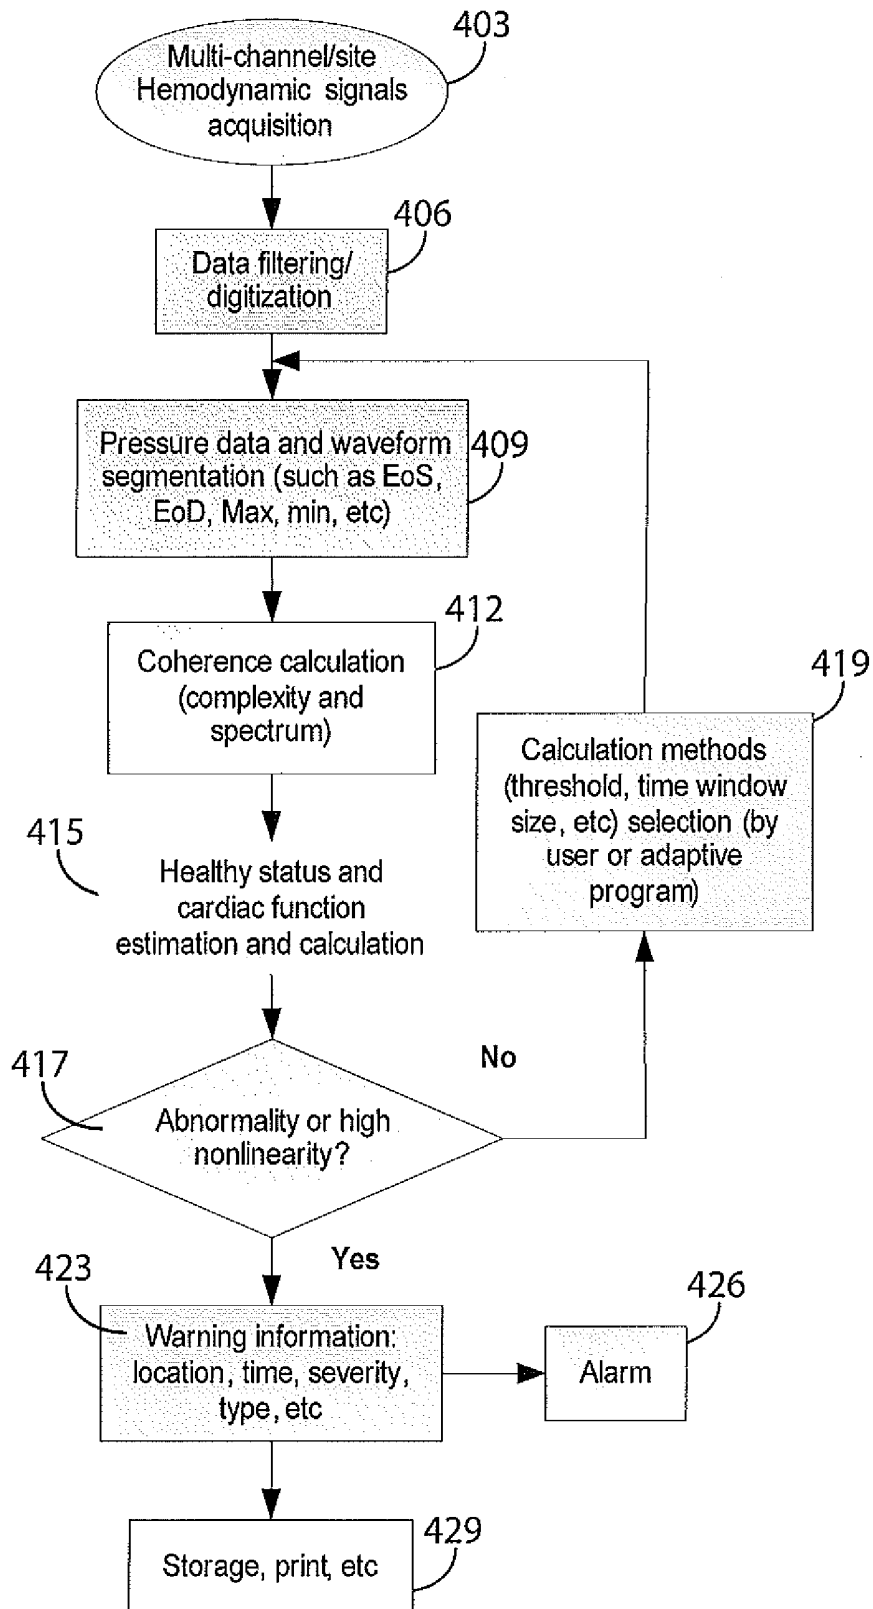 403
Multi-channel/site
Hemodynamic signals
acquisition
406
Data filtering/
digitization
409
Pressure data and waveform
segmentation (such as EoS,
EoD, Max, min, etc)
412
Coherence calculation
(complexity and
spectrum)
419
Calculation methods
(threshold, time window
size, etc) selection (by
user or adaptive
program)
415
Healthy status and
cardiac function
estimation and calculation
417
No
Abnormality or high
nonlinearity?
Yes
423
Warning information:
location, time, severity,
type, etc
426
Alarm
429
Storage, print, etc